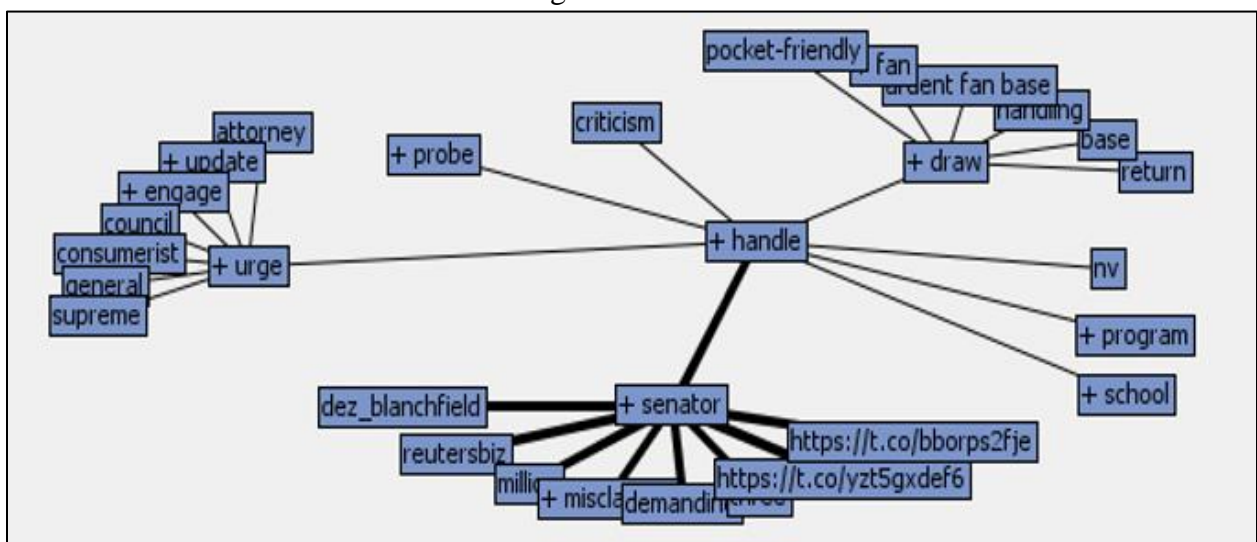 pocket-friendly
fan
ardent fan base
handling
base
return
+ draw
criticism
+ probe
attorney
+ update
+ engage
council
consumerist
general
supreme
+ urge
+ handle
nv
+ program
+ school
+ senator
dez_blanchfield
reutersbiz
https://t.co/bborps2fje
https://t.co/yzt5gxdef6